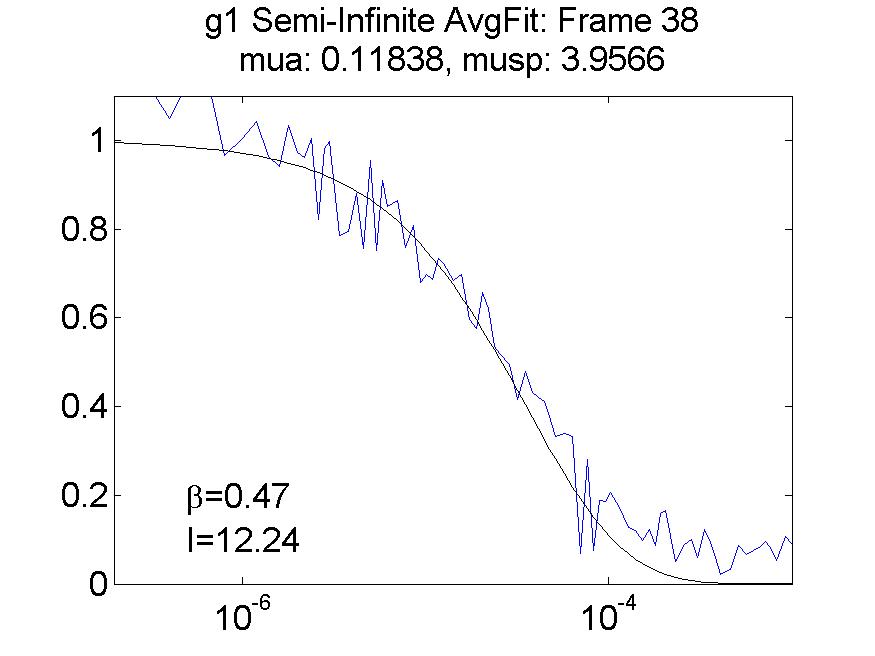 g1 Semi-Infinite AvgFit: Frame 38
mua: 0.11838, musp: 3.9566
1
0.8
0.6
0.4
0.2
0
β=0.47
I=12.24
10^-6
10^-4